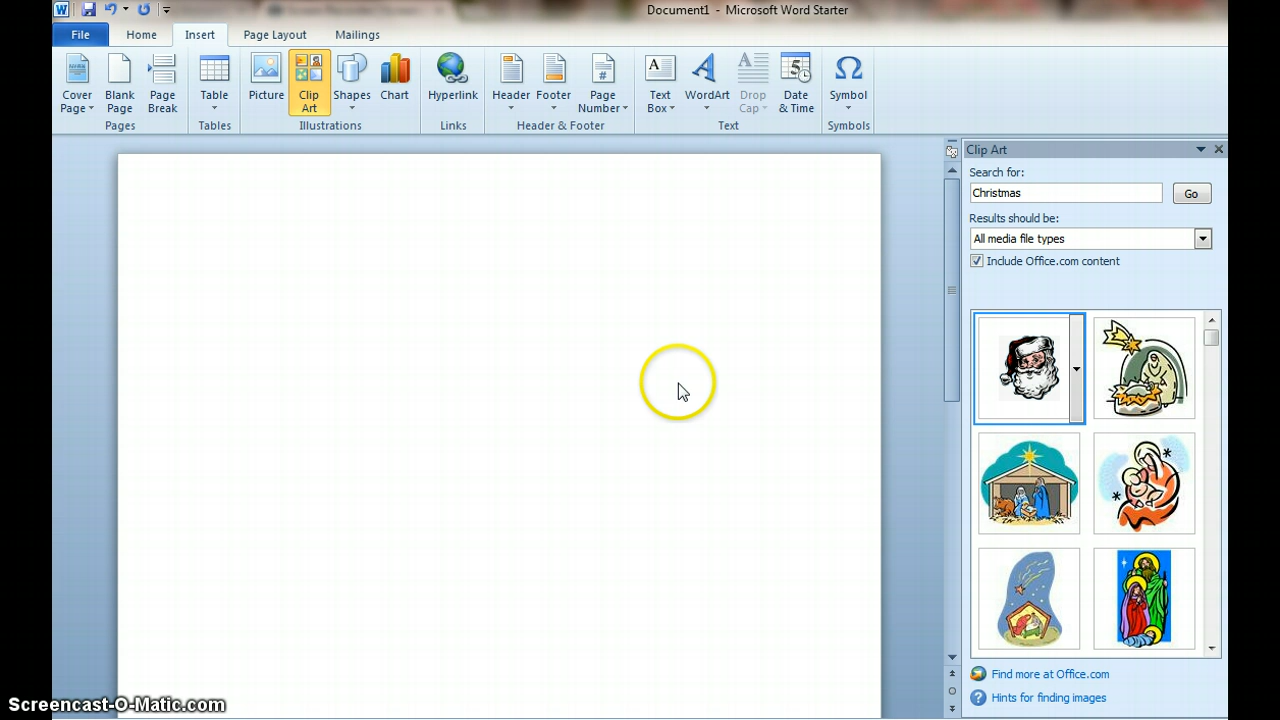 Document1 - Microsoft Word Starter
File Home Insert Page Layout Mailings
Cover Page
Blank Page
Page Break
Table
Picture
Clip Art
Shapes
Chart
Hyperlink
Header
Footer
Page Number
Text Box
WordArt
Drop Cap
Date & Time
Symbol
Pages Tables Illustrations Links Header & Footer Text Symbols
Clip Art
Search for:
Christmas Go
Results should be:
All media file types
Include Office.com content
Find more at Office.com
Hints for finding images
Screencast-O-Matic.com